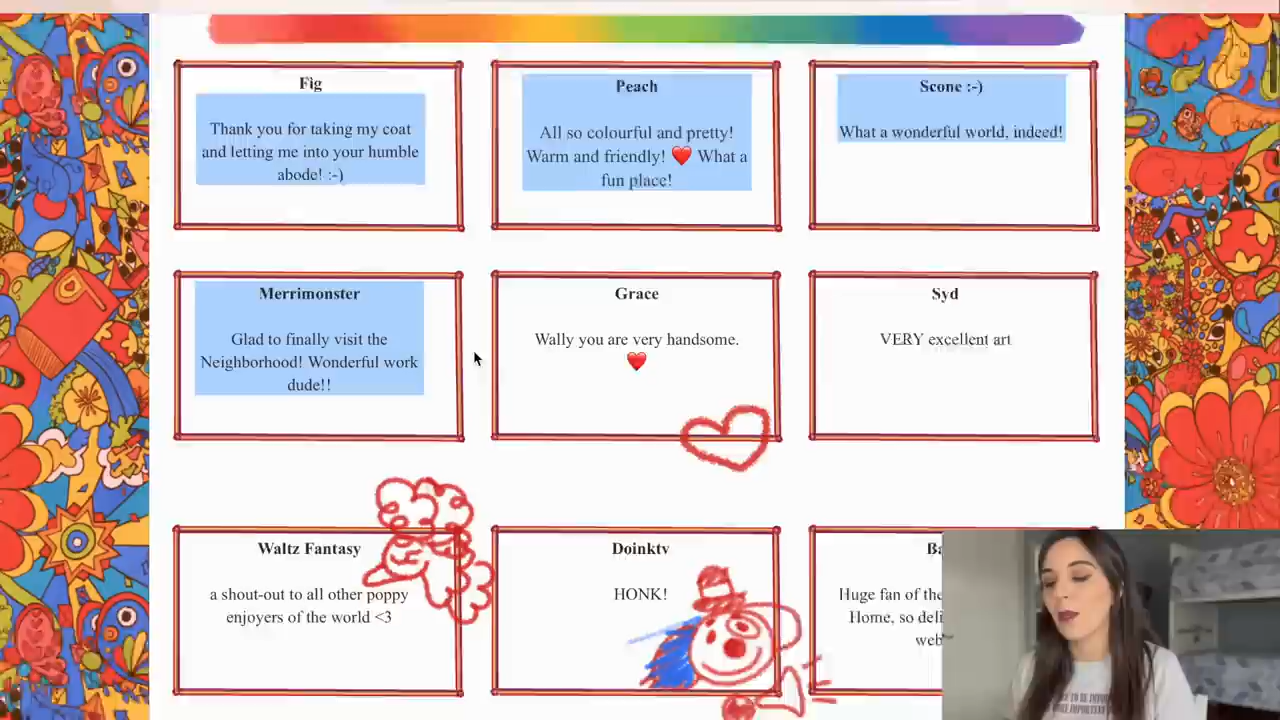 Fig
Thank you for taking my coat
and letting me into your humble
abode! :-)
Peach
All so colourful and pretty!
Warm and friendly! ❤️ What a
fun place!
Scone :-)
What a wonderful world, indeed!
Merrimonster
Glad to finally visit the
Neighborhood! Wonderful work
dude!!
Grace
Wally you are very handsome.
❤️
Syd
VERY excellent art
Waltz Fantasy
a shout-out to all other poppy
enjoyers of the world <3
Doinktv
HONK!
Huge fan of the
Home, so